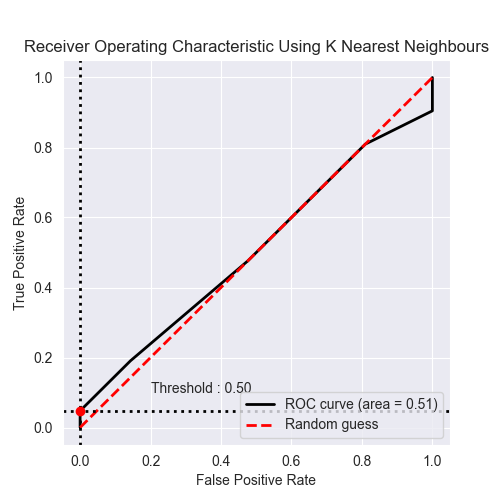 Receiver Operating Characteristic Using K Nearest Neighbours
1.0
0.8
0.6
0.4
0.2
0.0
True Positive Rate
Threshold : 0.50
ROC curve (area = 0.51)
Random guess
0.0 0.2 0.4 0.6 0.8 1.0
False Positive Rate